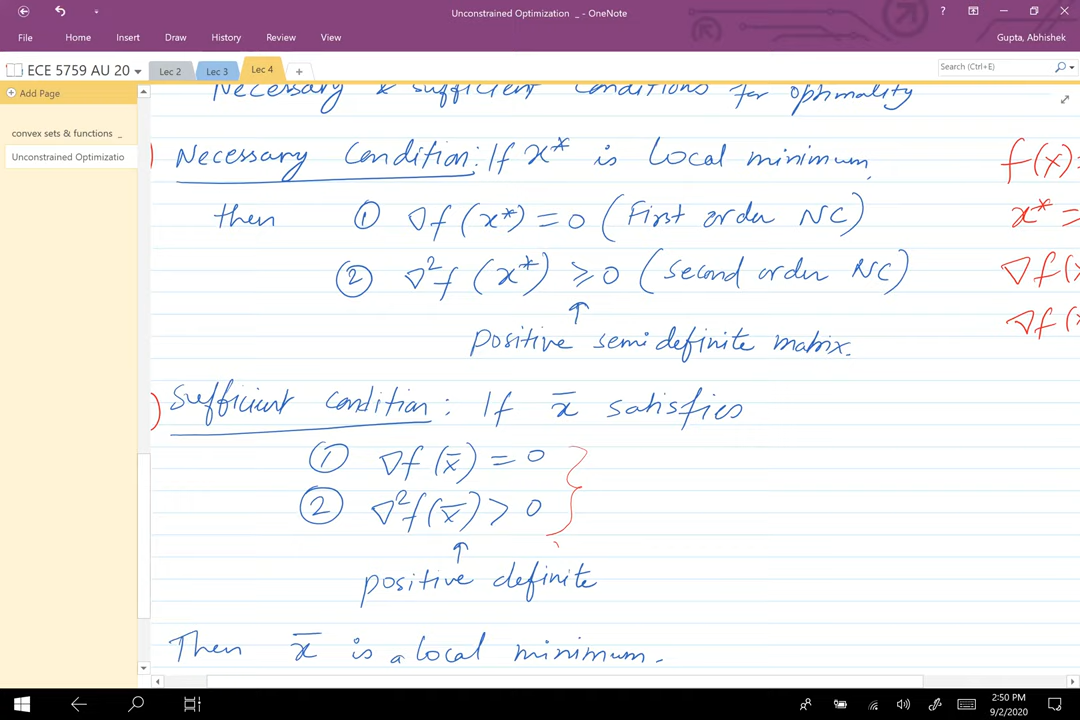 Unconstrained Optimization _ - OneNote
File Home Insert Draw History Review View
Gupta, Abhishek
ECE 5759 AU 20
Lec 2 Lec 3 Lec 4 +
Search (Ctrl+E)
Add Page
convex sets & functions _
Unconstrained Optimizatio
Necessary & sufficient Conditions for optimality
Necessary Condition: If x* is local minimum,
then ① ∇f(x*) = 0 (First order NC)
② ∇²f(x*) ≥ 0 (Second order NC)
↑
positive semidefinite matrix.
f(x)=
x* =
∇f(x
∇f(x
Sufficient condition: If x̄ satisfies
① ∇f(x̄) = 0
② ∇²f(x̄) > 0
↑
positive definite
Then x̄ is a local minimum.
2:50 PM
9/2/2020